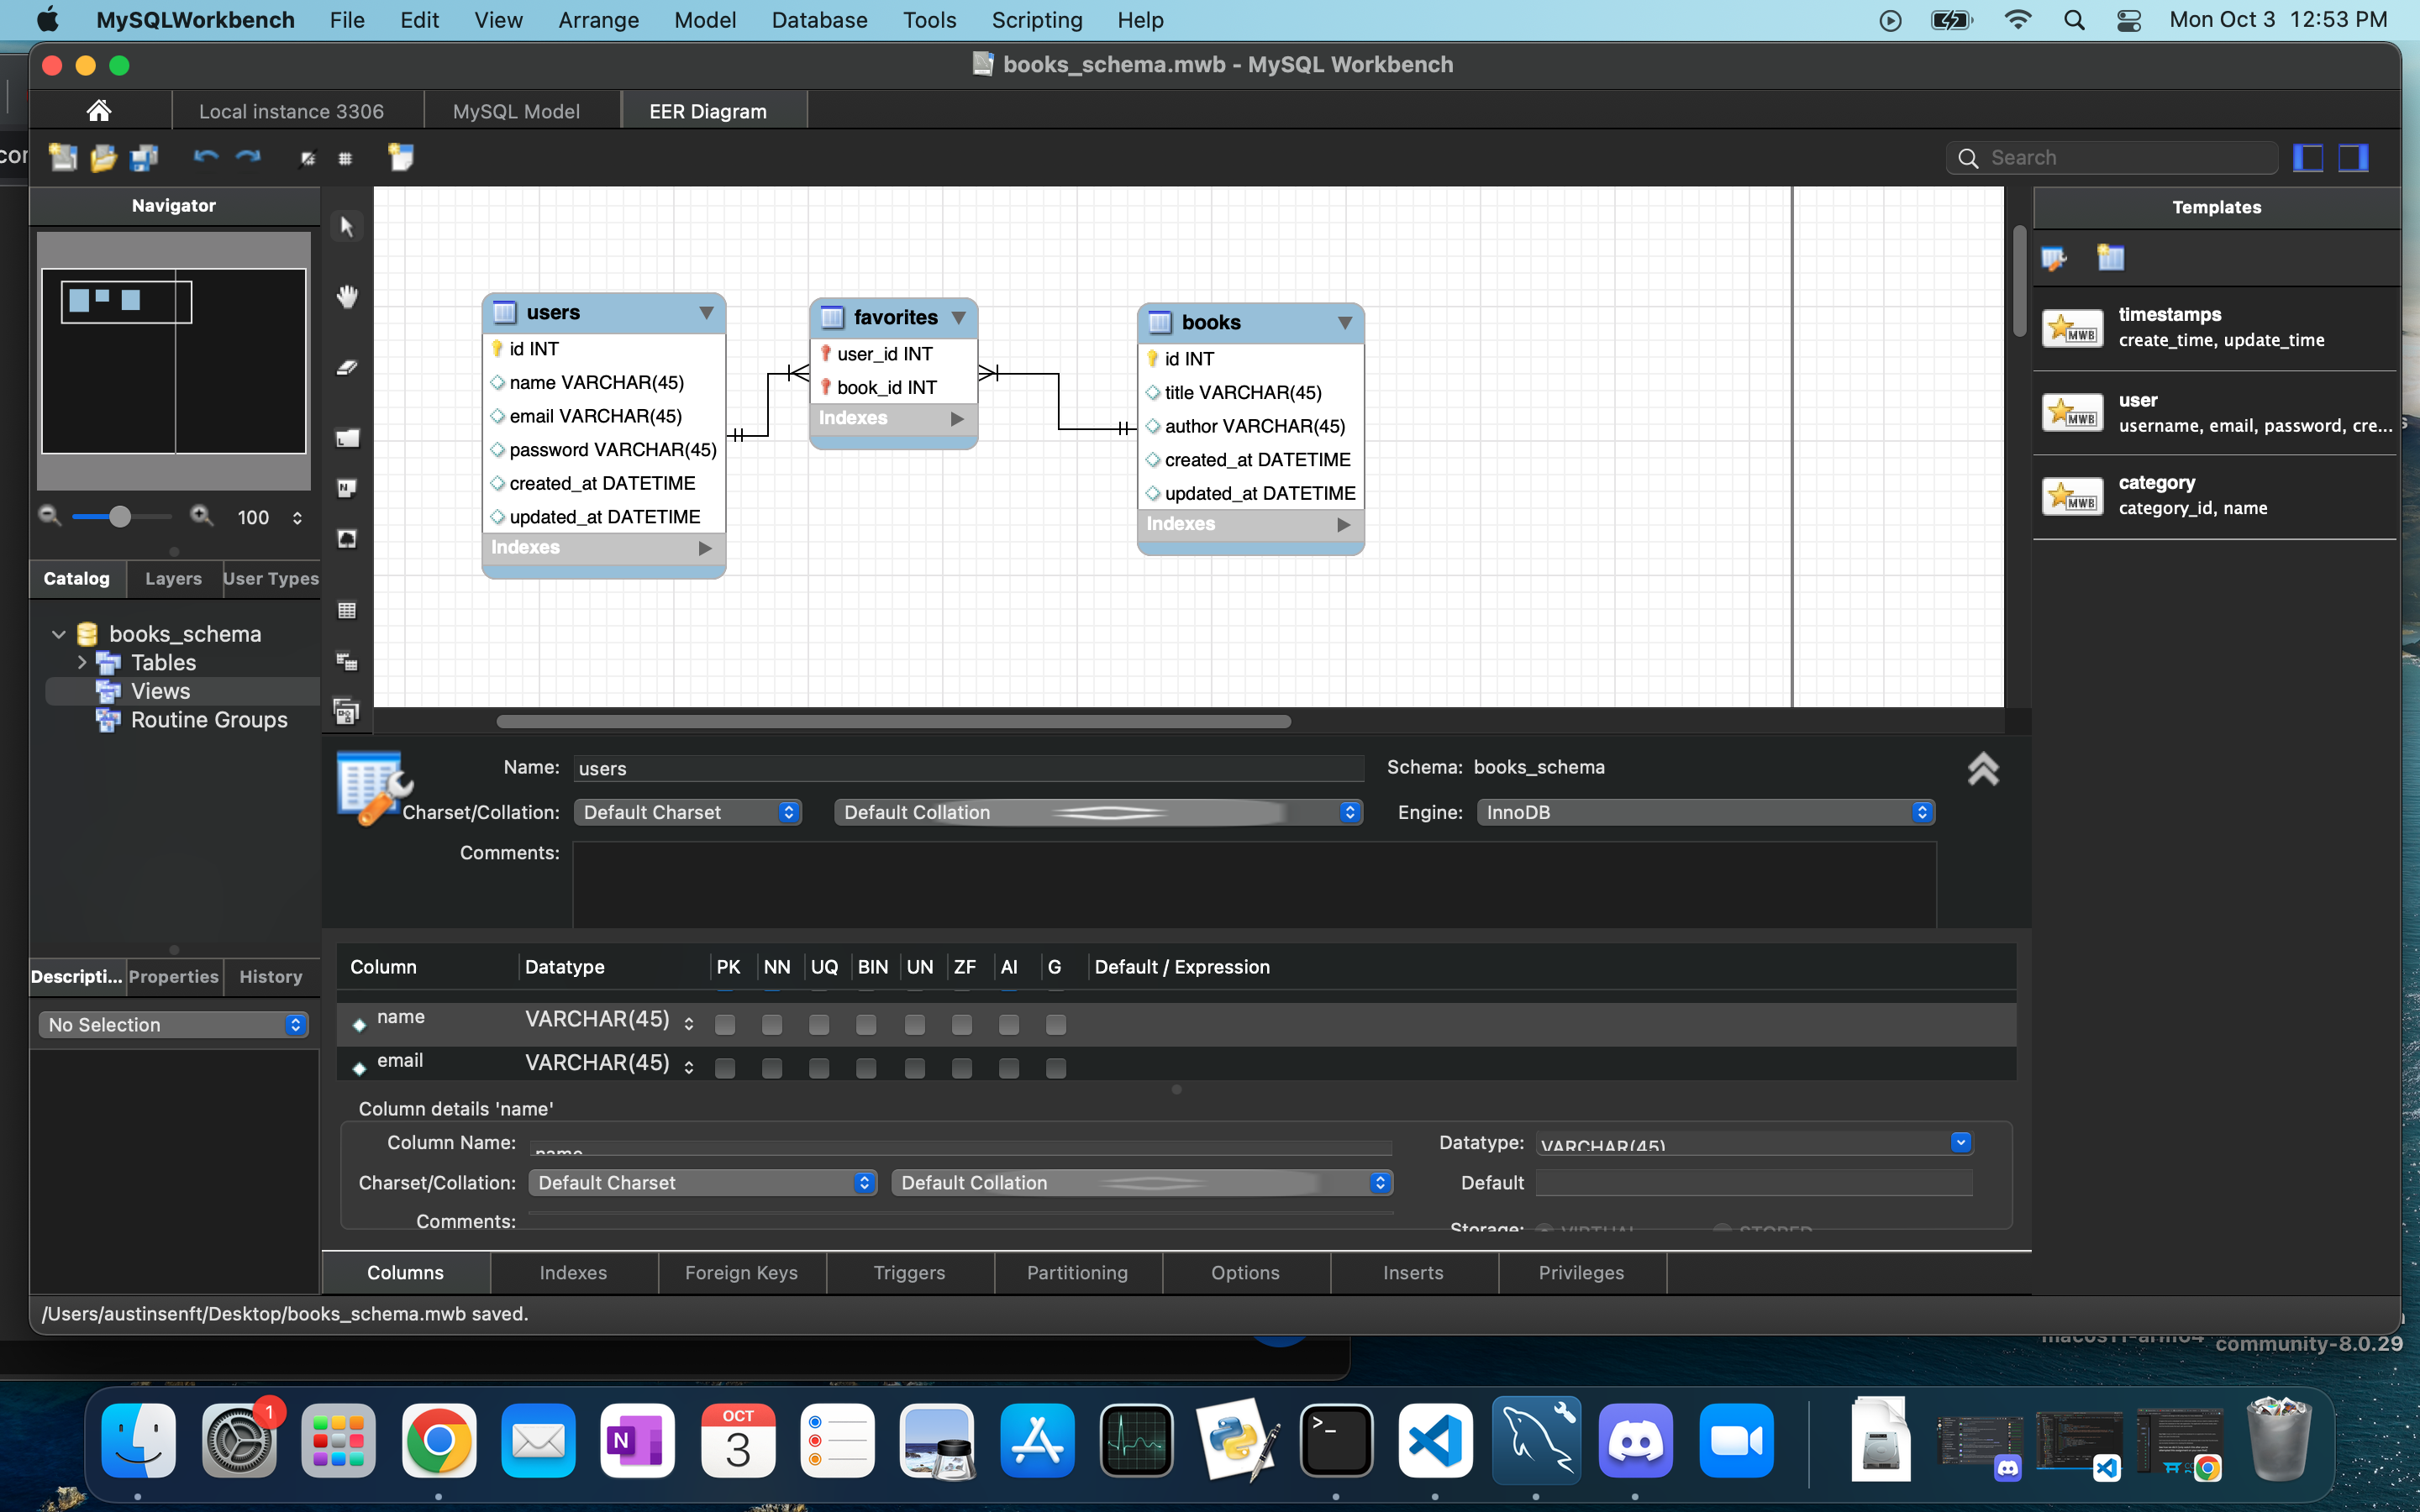 MySQLWorkbench File Edit View Arrange Model Database Tools Scripting Help Mon Oct 3 12:53 PM
books_schema.mwb - MySQL Workbench
Local instance 3306 MySQL Model EER Diagram
Search
Navigator
100
Catalog Layers User Types
books_schema
Tables
Views
Routine Groups
Descripti... Properties History
No Selection
users
id INT
name VARCHAR(45)
email VARCHAR(45)
password VARCHAR(45)
created_at DATETIME
updated_at DATETIME
Indexes
favorites
user_id INT
book_id INT
Indexes
books
id INT
title VARCHAR(45)
author VARCHAR(45)
created_at DATETIME
updated_at DATETIME
Indexes
Templates
timestamps
create_time, update_time
user
username, email, password, cre...
category
category_id, name
MWB
MWB
MWB
Name: users Schema: books_schema
Charset/Collation: Default Charset Default Collation Engine: InnoDB
Comments:
Column Datatype PK NN UQ BIN UN ZF AI G Default / Expression
name VARCHAR(45)
email VARCHAR(45)
Column details 'name'
Column Name: name Datatype: VARCHAR(45)
Charset/Collation: Default Charset Default Collation Default
Comments: Storage: VIRTUAL STORED
Columns Indexes Foreign Keys Triggers Partitioning Options Inserts Privileges
/Users/austinsenft/Desktop/books_schema.mwb saved.
community-8.0.29
1
OCT
3
N